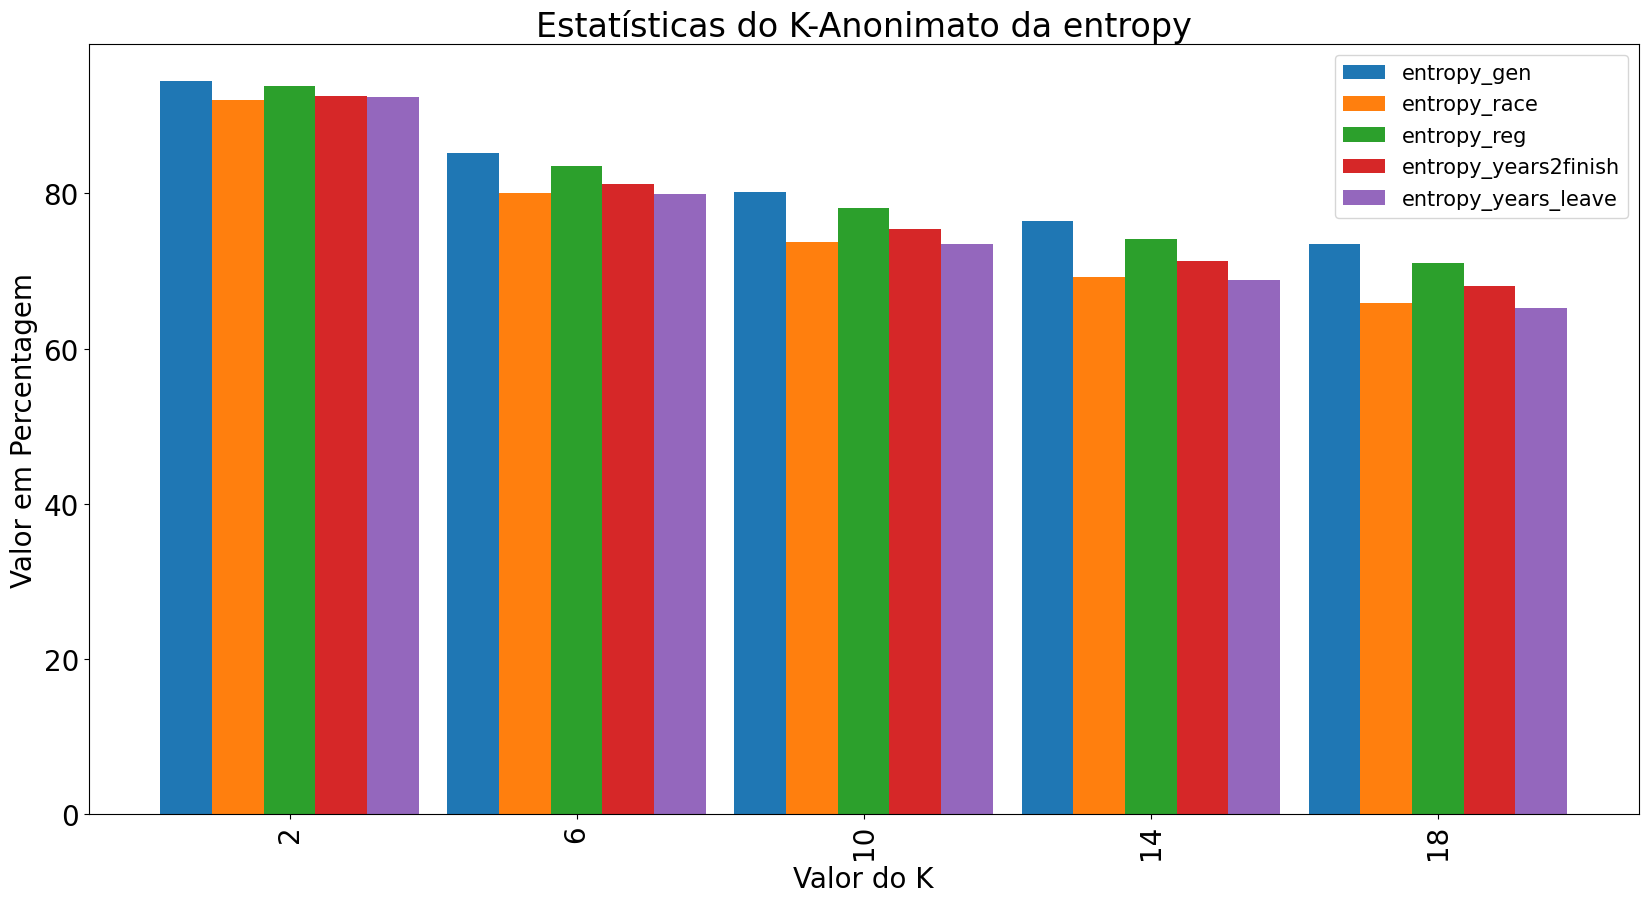 Estatísticas do K-Anonimato da entropy
entropy_gen
entropy_race
entropy_reg
entropy_years2finish
entropy_years_leave
Valor em Percentagem
80
60
40
20
0
2
6
10
14
18
Valor do K